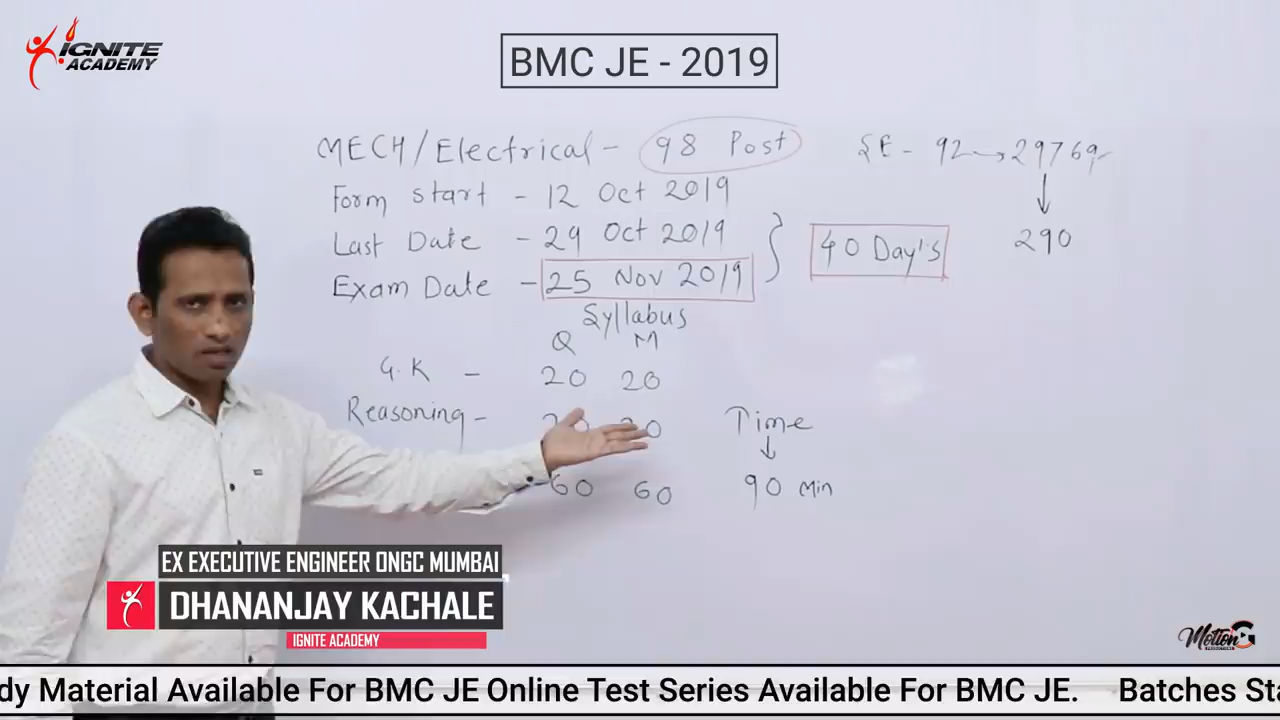 IGNITE
ACADEMY
BMC JE - 2019
MECH/Electrical - 98 Post
SE - 92 → 29769
↓
290
Form start - 12 Oct 2019
Last Date - 29 Oct 2019
Exam Date - 25 Nov 2019
} 40 Day's
Syllabus
Q M
G.K - 20 20
Reasoning - 20
60 60
Time
↓
90 Min
EX EXECUTIVE ENGINEER ONGC MUMBAI
DHANANJAY KACHALE
IGNITE ACADEMY
Motion
dy Material Available For BMC JE Online Test Series Available For BMC JE. Batches Sta